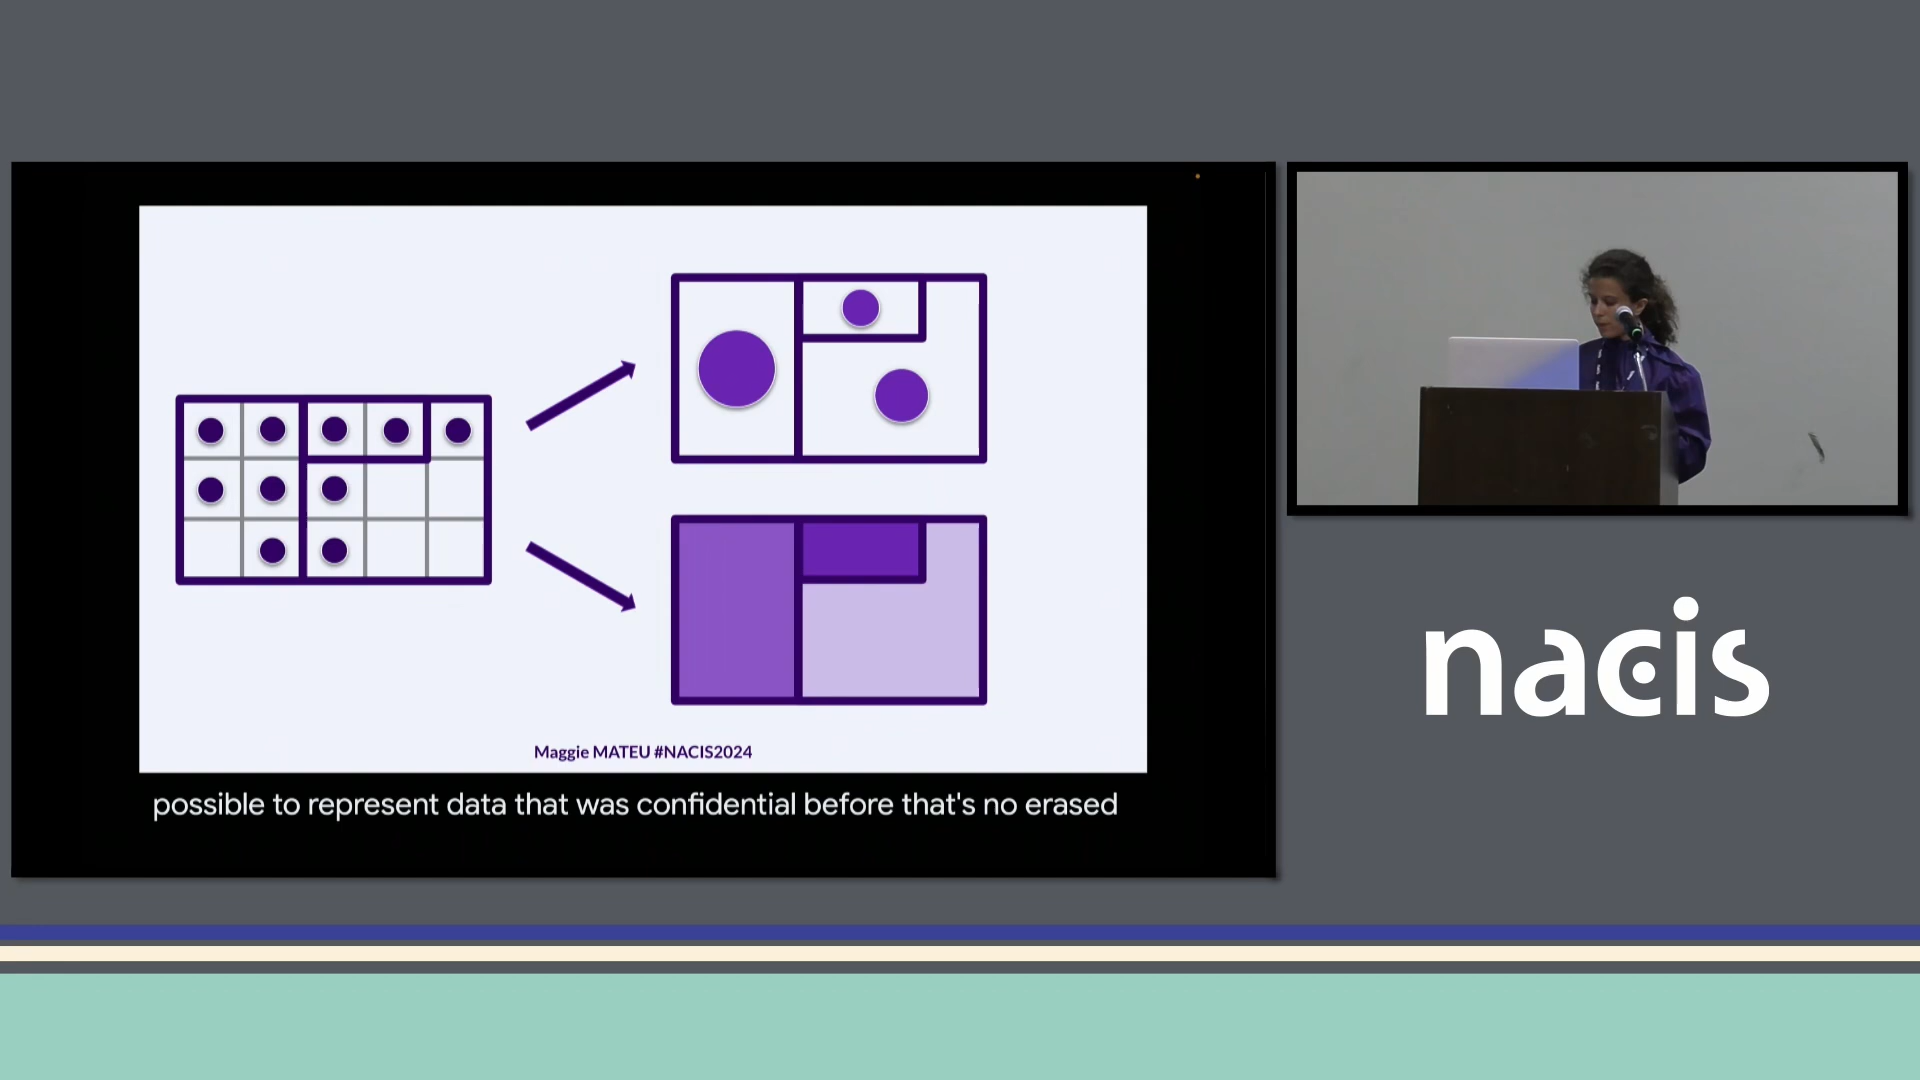 Maggie MATEU #NACIS2024
possible to represent data that was confidential before that's no erased
nacis